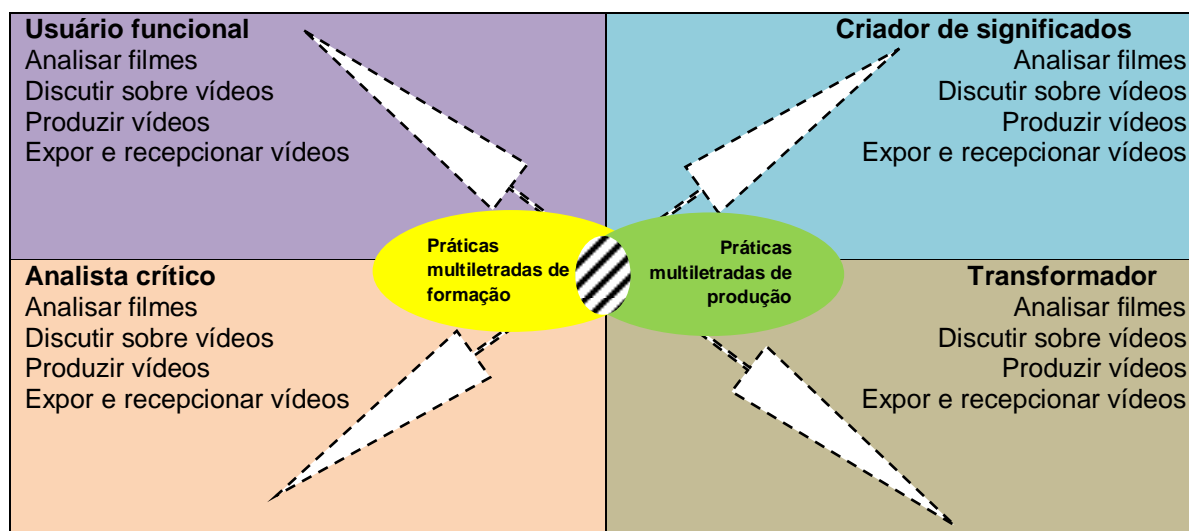 Usuário funcional
Analisar filmes
Discutir sobre vídeos
Produzir vídeos
Expor e recepcionar vídeos
Criador de significados
Analisar filmes
Discutir sobre vídeos
Produzir vídeos
Expor e recepcionar vídeos
Práticas
multiletradas de
formação
Práticas
multiletradas de
produção
Analista crítico
Analisar filmes
Discutir sobre vídeos
Produzir vídeos
Expor e recepcionar vídeos
Transformador
Analisar filmes
Discutir sobre vídeos
Produzir vídeos
Expor e recepcionar vídeos